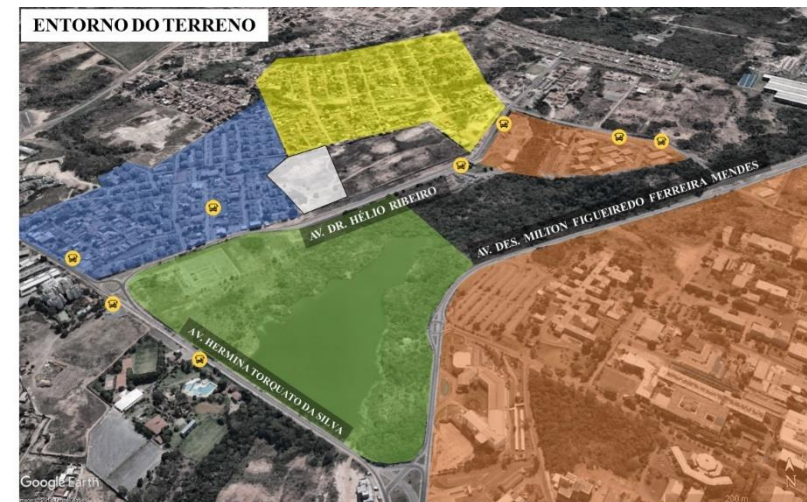 ENTORNO DO TERRENO
AV. DR. HÉLIO RIBEIRO
AV. DES. MILTON FIGUEIREDO FERREIRA MENDES
AV. HERMINA TORQUATO DA SILVA
Google Earth
200 m
N